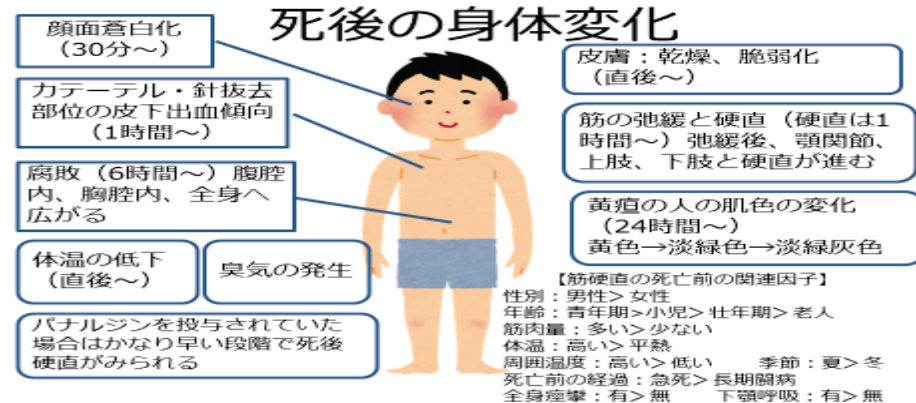 死後の身体変化
顔面蒼白化
（30分～）
カテーテル・針抜去
部位の皮下出血傾向
（1時間～）
腐敗（6時間～）腹腔
内、胸腔内、全身へ
広がる
体温の低下
（直後～）
臭気の発生
パナルジンを投与されていた
場合はかなり早い段階で死後
硬直がみられる
皮膚：乾燥、脆弱化
（直後～）
筋の弛緩と硬直（硬直は1
時間～）弛緩後、顎関節、
上肢、下肢と硬直が進む
黄疸の人の肌色の変化
（24時間～）
黄色→淡緑色→淡緑灰色
【筋硬直の死亡前の関連因子】
性別：男性＞女性
年齢：青年期>小児＞壮年期＞老人
筋肉量：多い＞少ない
体温：高い＞平熱
周囲温度：高い＞低い　季節：夏＞冬
死亡前の経過：急死＞長期闘病
全身痙攣：有＞無　下顎呼吸：有＞無